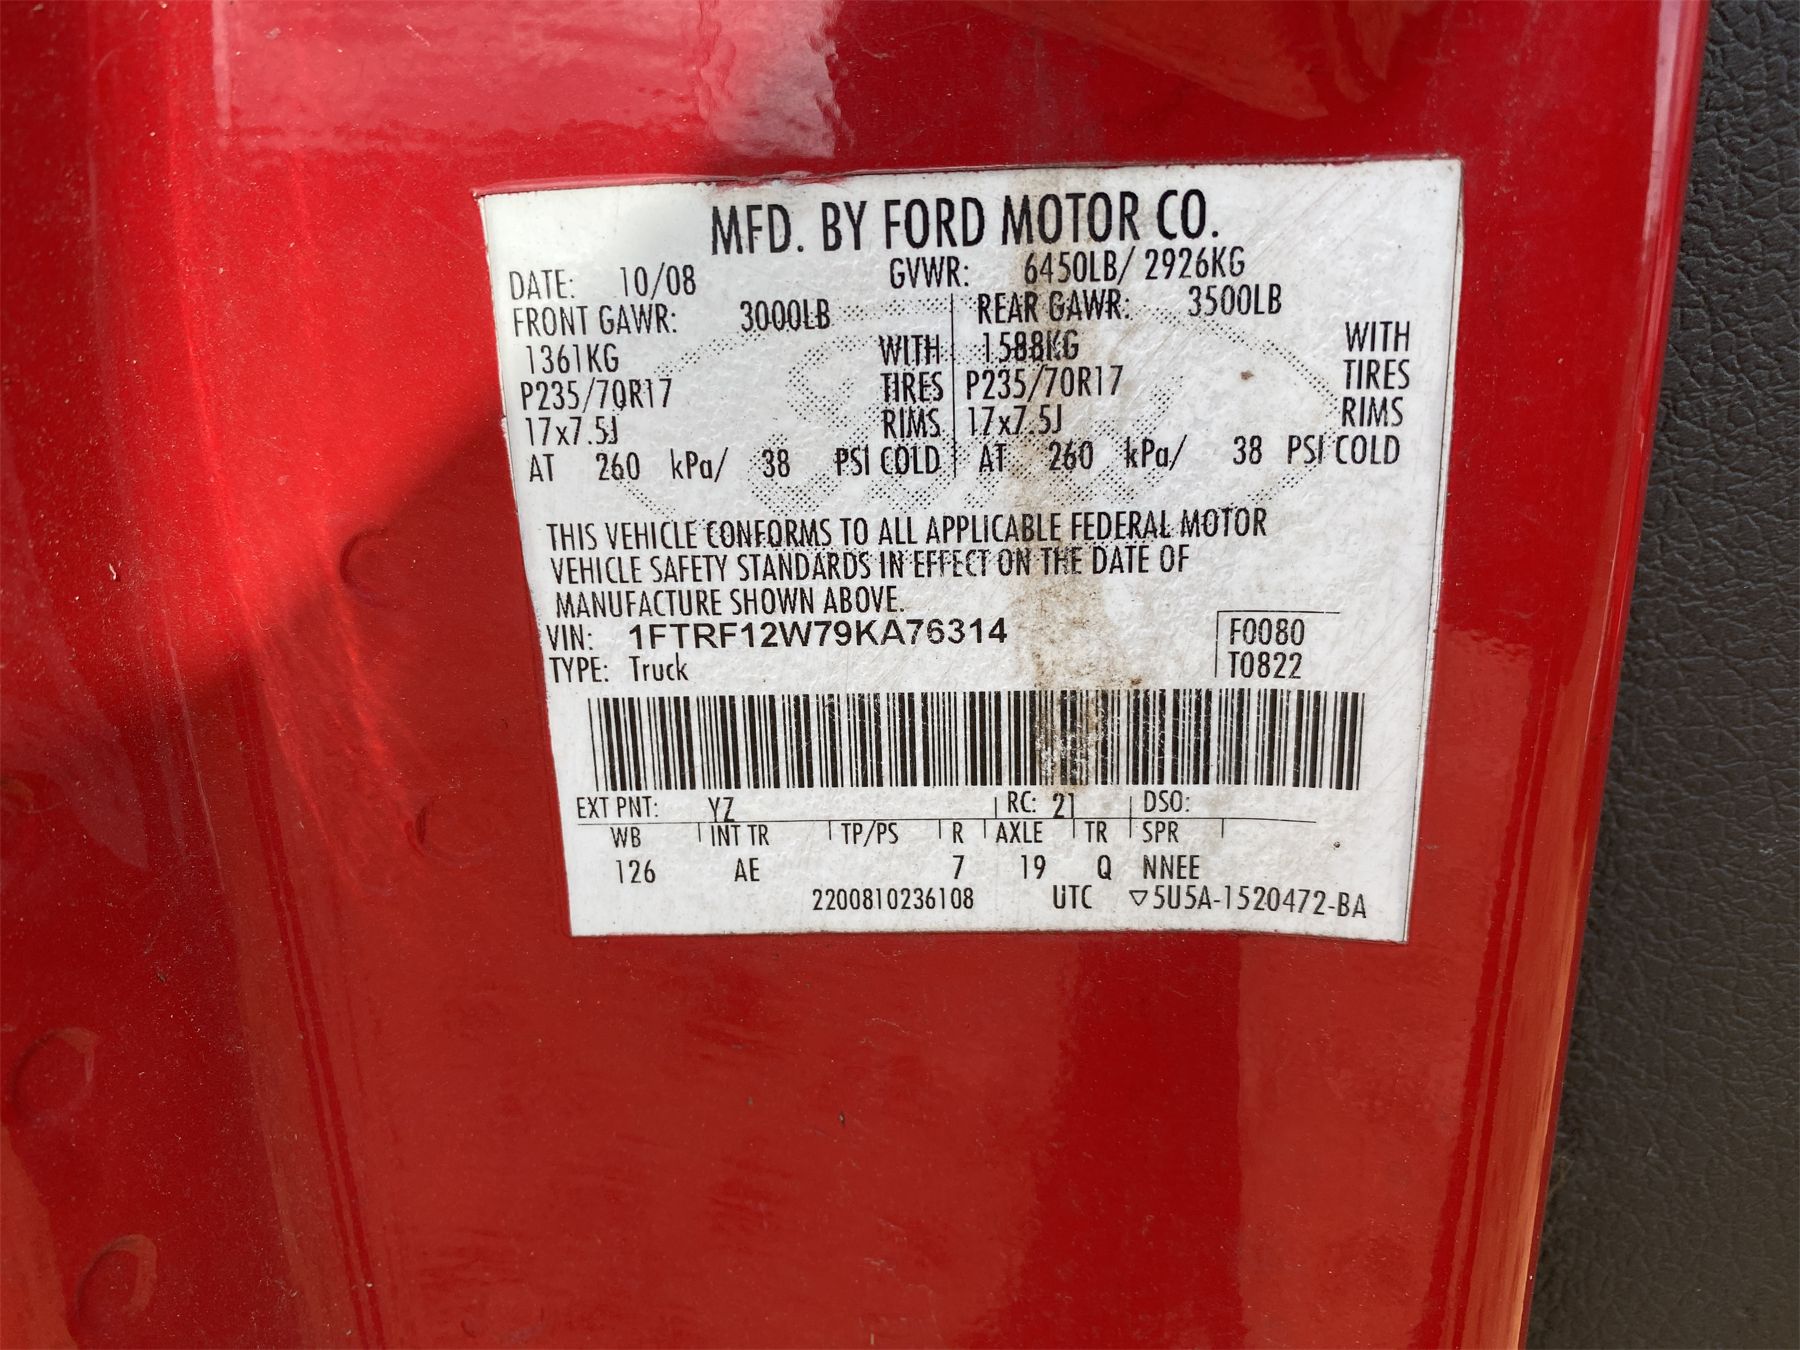 MFD. BY FORD MOTOR CO.
DATE: 10/08 GVWR: 6450LB/ 2926KG
FRONT GAWR: 3000LB REAR GAWR: 3500LB
1361KG WITH 1588KG WITH
P235/70R17 TIRES P235/70R17 TIRES
17x7.5J RIMS 17x7.5J RIMS
AT 260 kPa/ 38 PSI COLD AT 260 kPa/ 38 PSI COLD
THIS VEHICLE CONFORMS TO ALL APPLICABLE FEDERAL MOTOR
VEHICLE SAFETY STANDARDS IN EFFECT ON THE DATE OF
MANUFACTURE SHOWN ABOVE.
VIN: 1FTRF12W79KA76314 F0080
TYPE: Truck T0822
EXT PNT: YZ RC: 21 DSO:
WB INT TR TP/PS R AXLE TR SPR
126 AE 7 19 Q NNEE
2200810236108 UTC ▽5U5A-1520472-BA